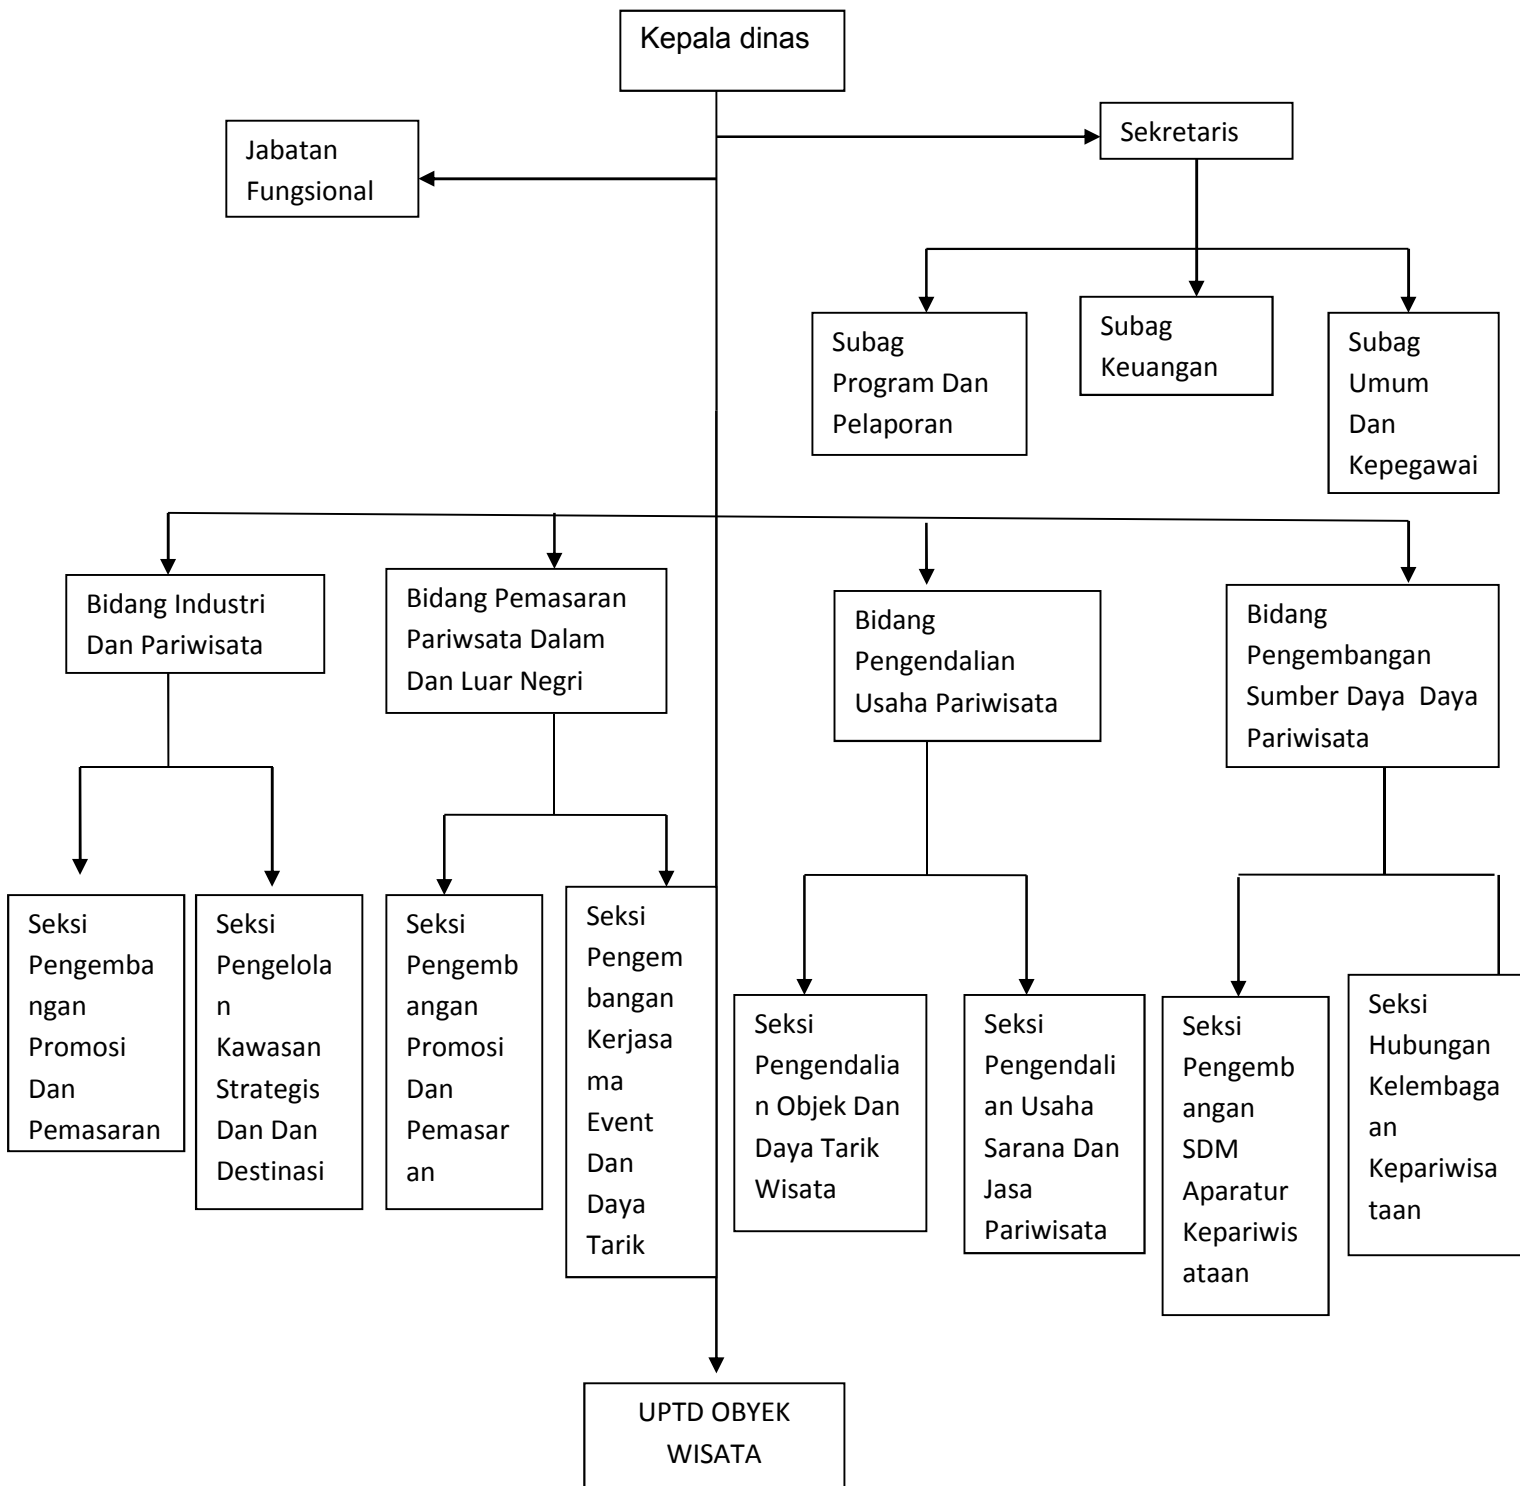 Kepala dinas
Sekretaris
Jabatan
Fungsional
Subag
Program Dan
Pelaporan
Subag
Keuangan
Subag
Umum
Dan
Kepegawai
Bidang Industri
Dan Pariwisata
Bidang Pemasaran
Pariwsata Dalam
Dan Luar Negri
Bidang
Pengendalian
Usaha Pariwisata
Bidang
Pengembangan
Sumber Daya  Daya
Pariwisata
Seksi
Pengemba
ngan
Promosi
Dan
Pemasaran
Seksi
Pengelola
n
Kawasan
Strategis
Dan Dan
Destinasi
Seksi
Pengemb
angan
Promosi
Dan
Pemasar
an
Seksi
Pengem
bangan
Kerjasa
ma
Event
Dan
Daya
Tarik
Seksi
Pengendalia
n Objek Dan
Daya Tarik
Wisata
Seksi
Pengendali
an Usaha
Sarana Dan
Jasa
Pariwisata
Seksi
Pengemb
angan
SDM
Aparatur
Kepariwis
ataan
Seksi
Hubungan
Kelembaga
an
Kepariwisa
taan
UPTD OBYEK
WISATA